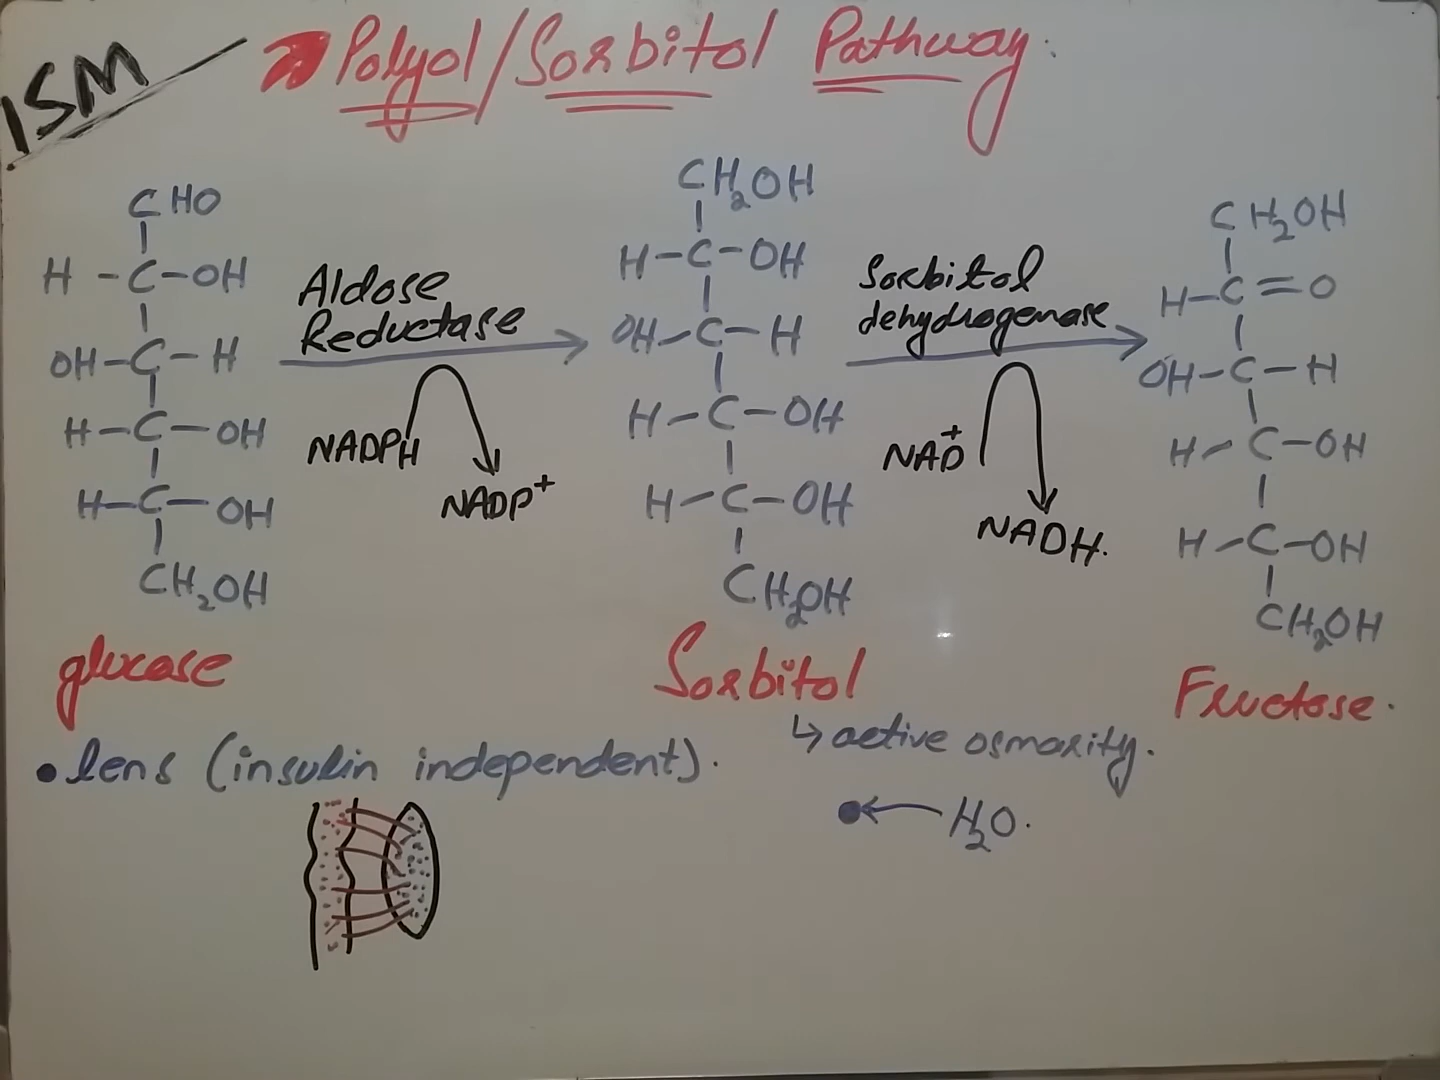 ISM
Polyol/Sorbitol Pathway.
CHO
H-C-OH
OH-C-H
H-C-OH
H-C-OH
CH2OH
glucose
Aldose
Reductase
NADPH
NADP+
CH2OH
H-C-OH
OH-C-H
H-C-OH
H-C-OH
CH2OH
Sorbitol
Sorbitol
dehydrogenase
NAD+
NADH.
CH2OH
H-C=O
OH-C-H
H-C-OH
H-C-OH
CH2OH
Fructose.
↳ active osmority.
• ← H2O.
• lens (insulin independent).